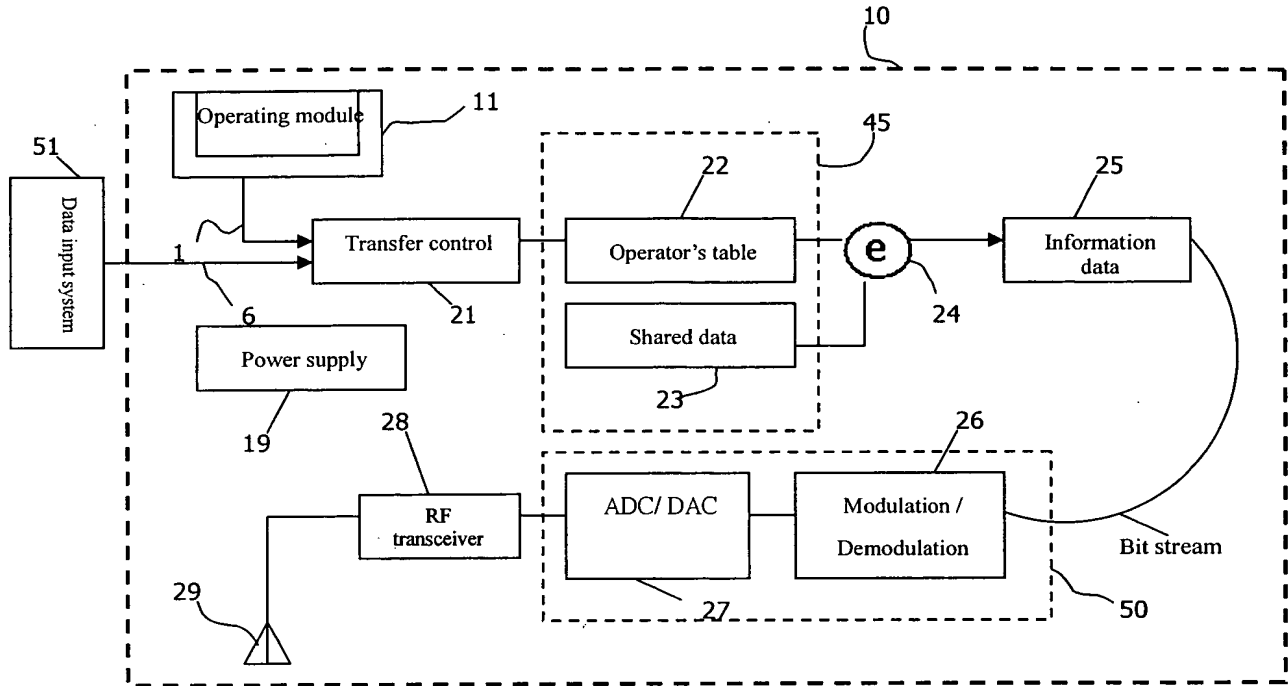 10
Operating module
11
45
51
22
25
Data input system
Transfer control
Operator's table
e
Information
data
1
6
21
24
Shared data
Power supply
23
19
28
26
RF
transceiver
ADC/ DAC
Modulation /
Demodulation
Bit stream
29
27
50